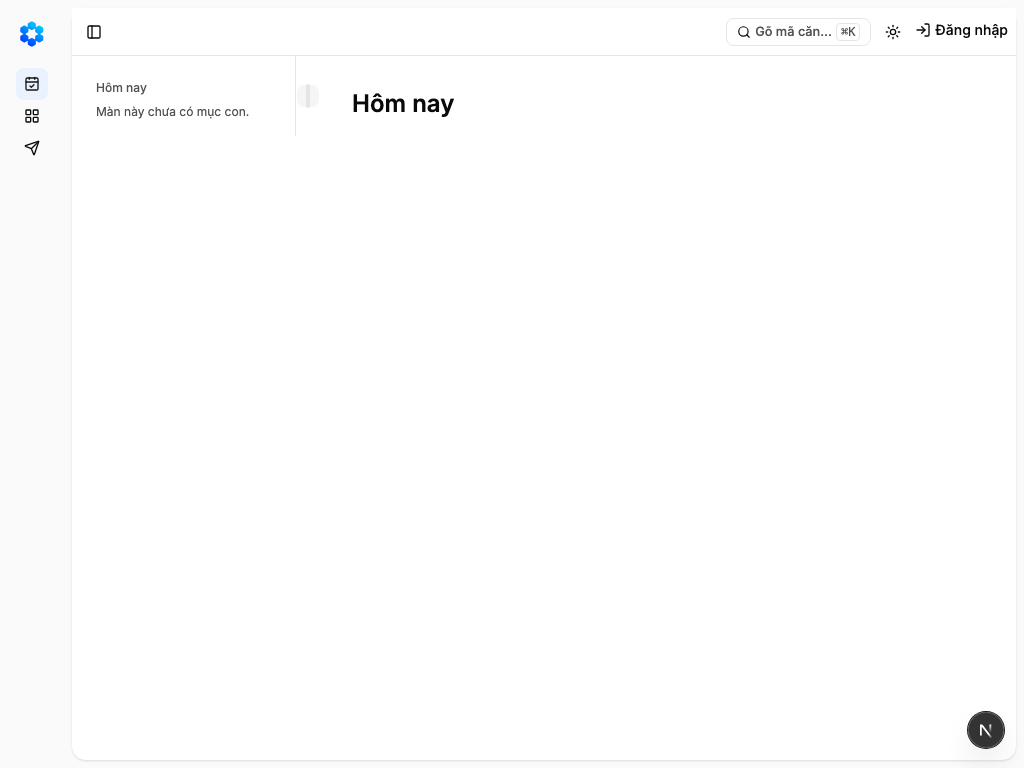 Gõ mã căn... ⌘K
Đăng nhập
Hôm nay
Màn này chưa có mục con.
Hôm nay
N